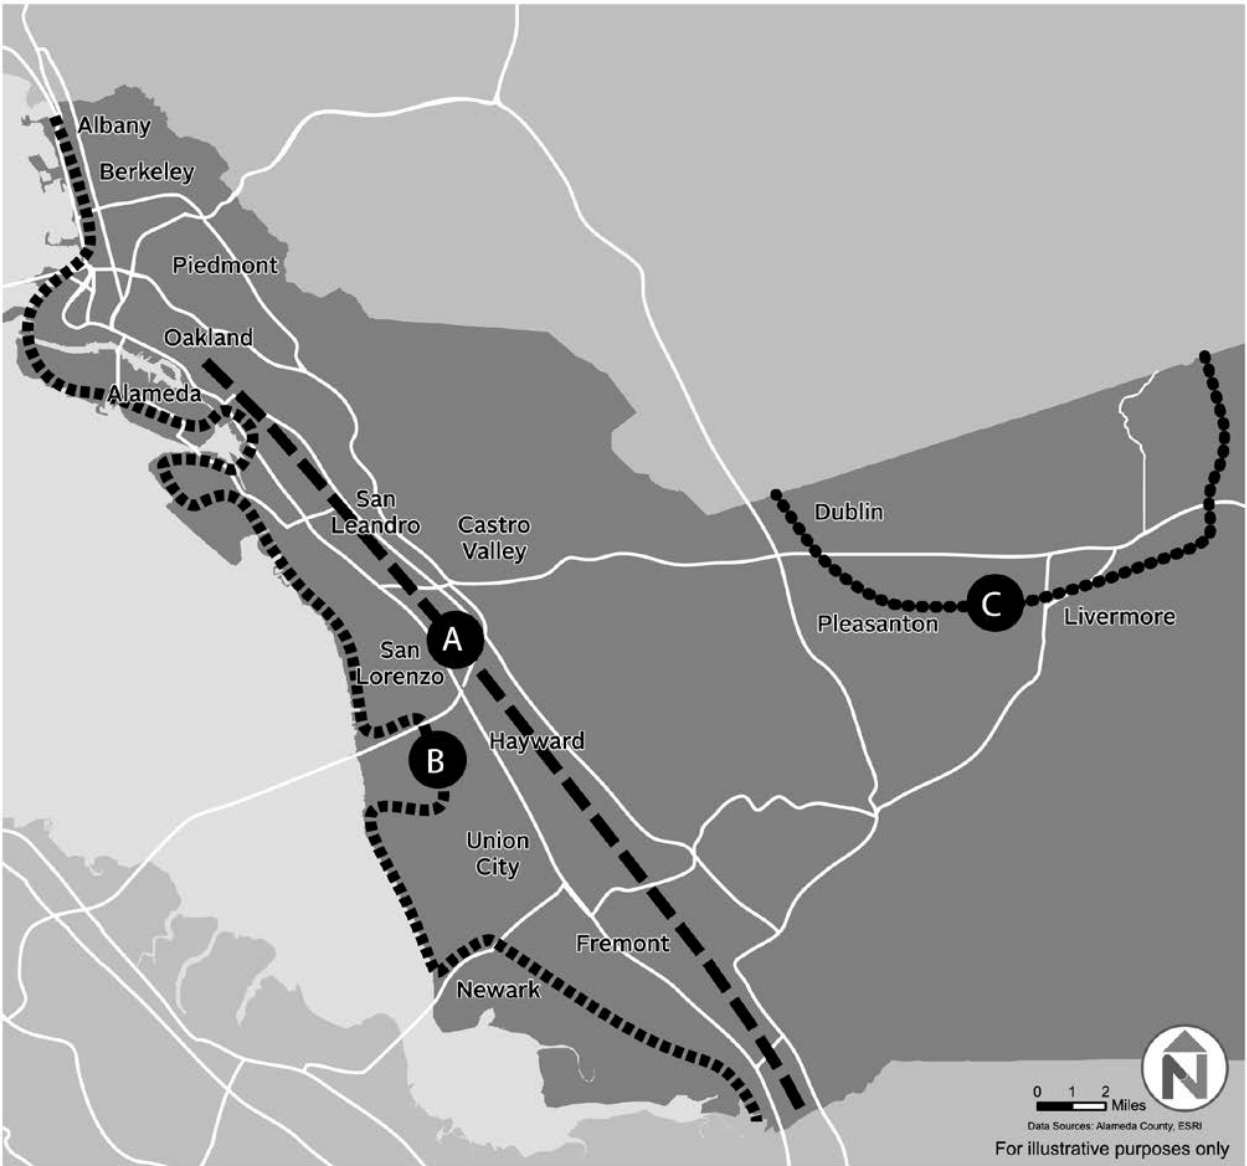 Albany
Berkeley
Piedmont
Oakland
Alameda
San
Leandro
Castro
Valley
Dublin
C
Pleasanton
Livermore
A
San
Lorenzo
Hayward
B
Union
City
Fremont
Newark
N
0 1 2
Miles
Data Sources: Alameda County, ESRI
For illustrative purposes only